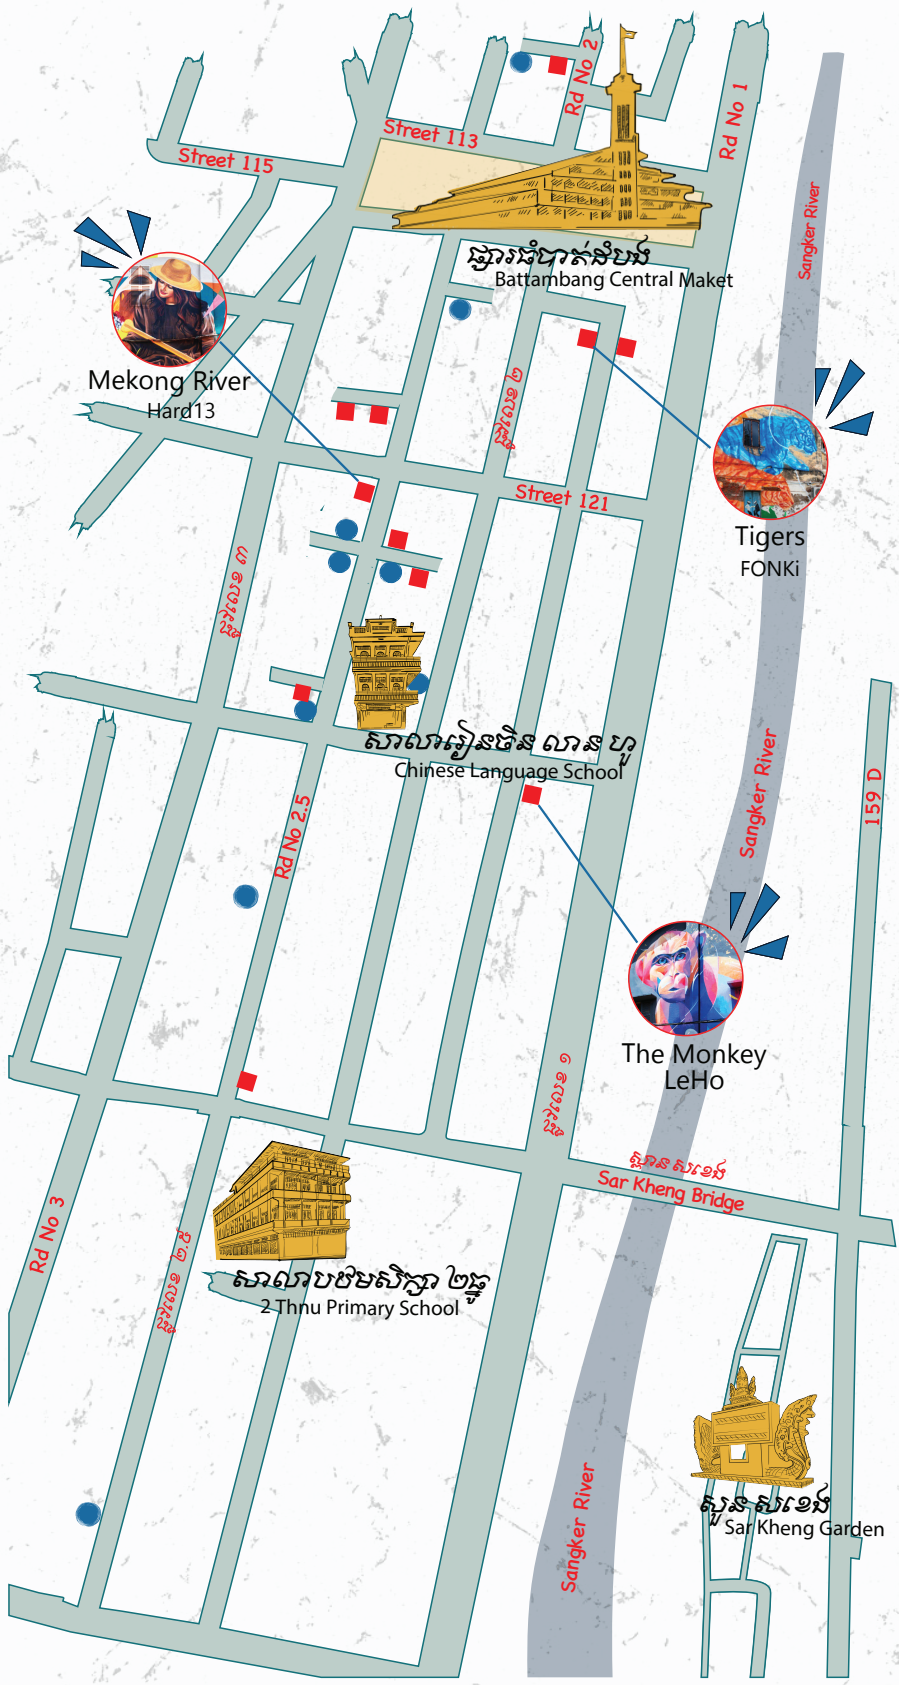 Rd No 2
Rd No 1
Street 113
Street 115
Sangker River
ផ្សារធំបាត់ដំបង
Battambang Central Maket
Mekong River
Hard13
ផ្លូវលេខ ២
Street 121
Tigers
FONKi
ផ្លូវលេខ ៣
សាលារៀនចិន លាន ហួ
Chinese Language School
Sangker River
159 D
Rd No 2.5
The Monkey
LeHo
ផ្លូវលេខ ១
ស្ពាន សខេង
Sar Kheng Bridge
Rd No 3
ផ្លូវលេខ ២.៥
សាលាបឋមសិក្សា ២ធ្នូ
2 Thnu Primary School
សួន សខេង
Sar Kheng Garden
Sangker River